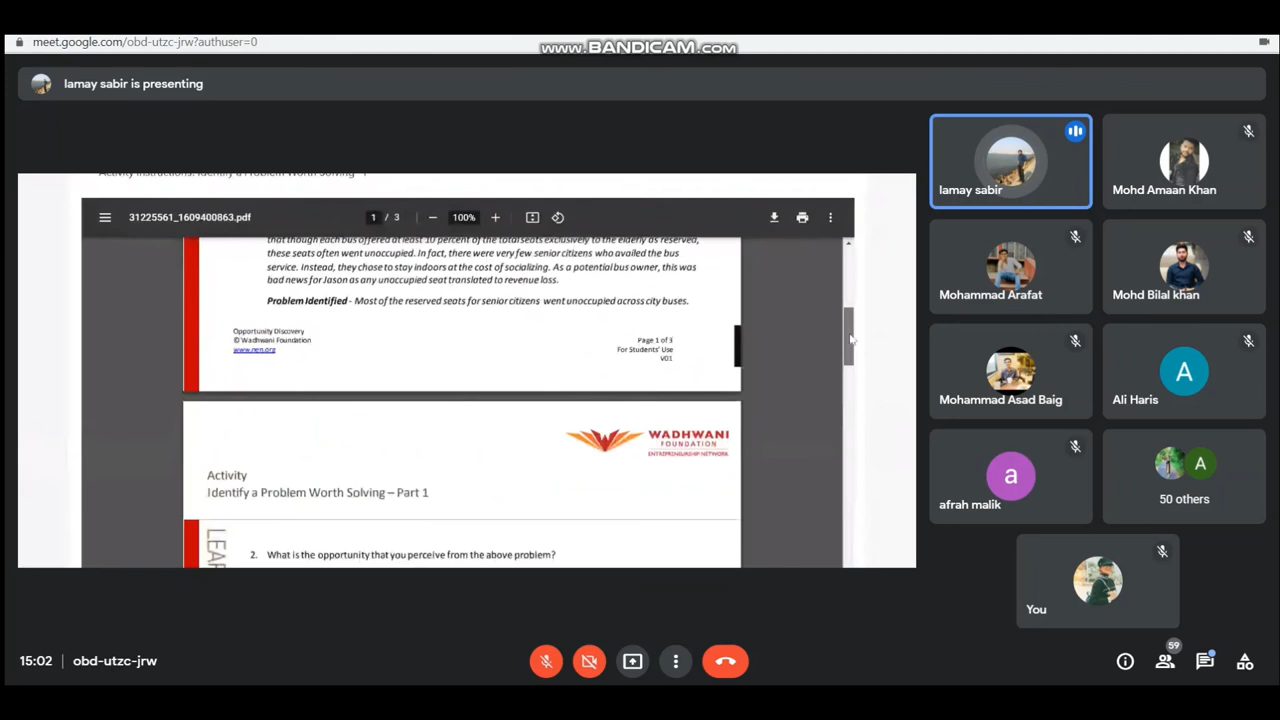 meet.google.com/obd-utzc-jrw?authuser=0
www.BANDICAM.com
lamay sabir is presenting
Activity Instructions: Identify a Problem Worth Solving -
31225561_1609400863.pdf
1 / 3
100%
that though each bus offered at least 10 percent of the total seats exclusively to the elderly as reserved,
these seats often went unoccupied. In fact, there were very few senior citizens who availed the bus
service. Instead, they chose to stay indoors at the cost of socializing. As a potential bus owner, this was
bad news for Jason as any unoccupied seat translated to revenue loss.
Problem Identified - Most of the reserved seats for senior citizens went unoccupied across city buses.
Opportunity Discovery
© Wadhwani Foundation
www.nen.org
Page 1 of 3
For Students' Use
V01
WADHWANI
FOUNDATION
ENTREPRENEURSHIP NETWORK
Activity
Identify a Problem Worth Solving – Part 1
LEAR
2. What is the opportunity that you perceive from the above problem?
lamay sabir
Mohd Amaan Khan
Mohammad Arafat
Mohd Bilal khan
Mohammad Asad Baig
A
Ali Haris
a
afrah malik
A
50 others
You
15:02
obd-utzc-jrw
59